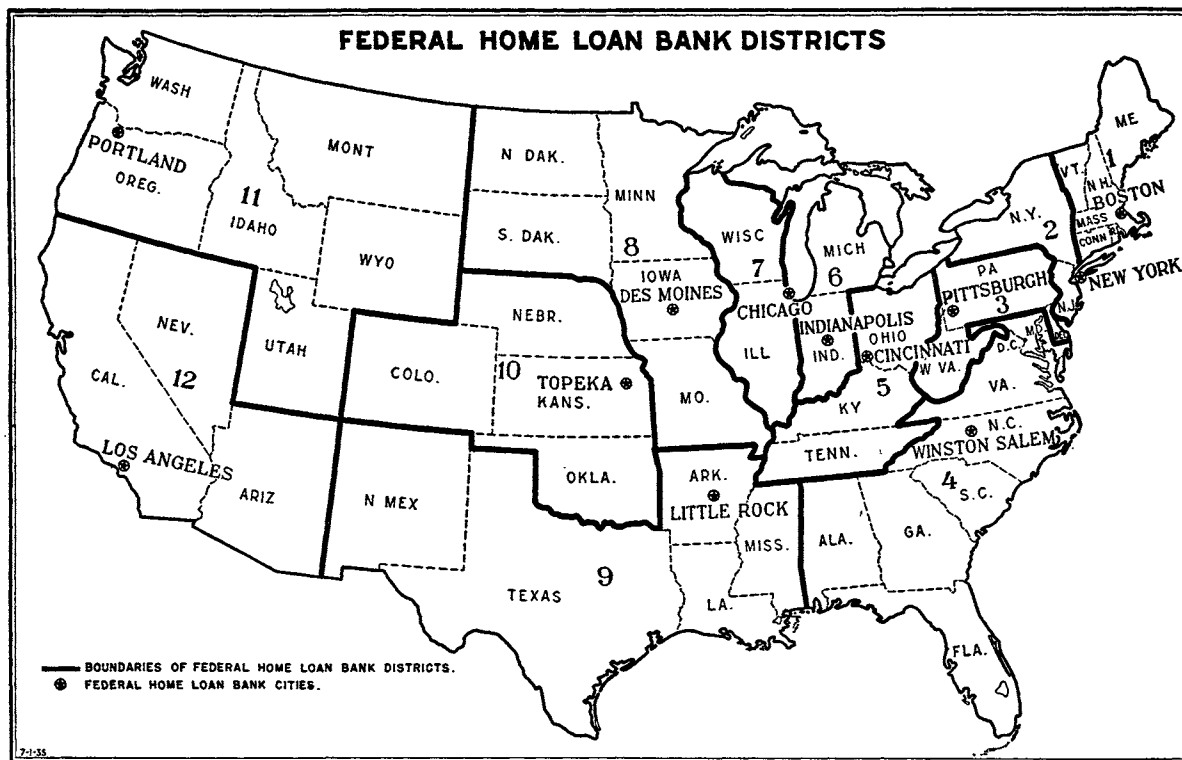 FEDERAL HOME LOAN BANK DISTRICTS
WASH
PORTLAND
OREG.
MONT
11
IDAHO
WYO
N DAK.
S. DAK.
MINN
8
IOWA
DES MOINES
WISC
7
CHICAGO
ILL
MICH
6
INDIANAPOLIS
IND.
OHIO
CINCINNATI
W VA.
5
KY
ME
1
VT.
N H.
BOSTON
MASS
CONN
N.Y.
2
NEW YORK
PA
PITTSBURGH
3
N.J.
D.C.
VA.
NEBR.
NEV.
UTAH
12
CAL.
LOS ANGELES
ARIZ
COLO.
10
TOPEKA
KANS.
MO.
TENN.
N.C.
WINSTON SALEM
4
S.C.
N MEX
OKLA.
ARK.
LITTLE ROCK
MISS.
ALA.
GA.
TEXAS
9
LA.
FLA.
BOUNDARIES OF FEDERAL HOME LOAN BANK DISTRICTS.
FEDERAL HOME LOAN BANK CITIES.
7-1-35